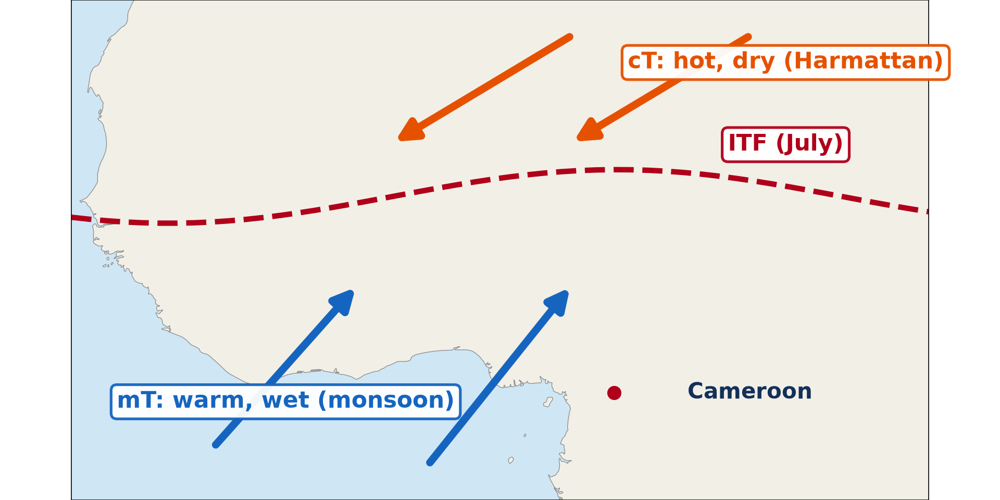 cT: hot, dry (Harmattan)
ITF (July)
mT: warm, wet (monsoon)
Cameroon